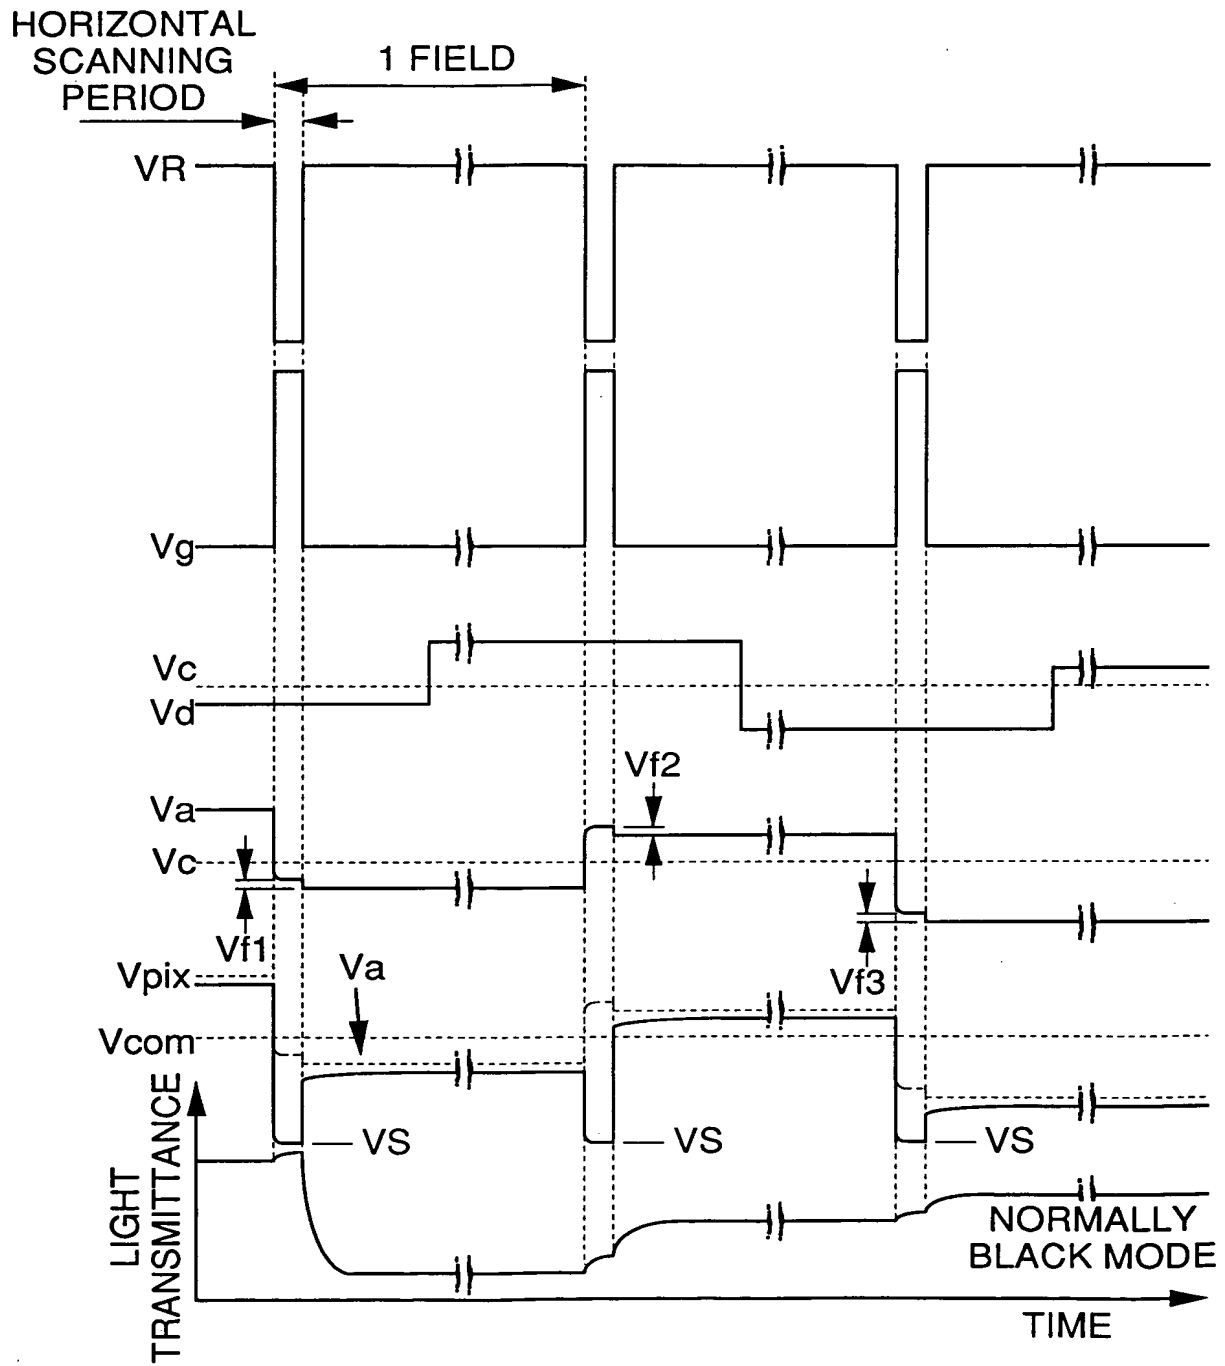 HORIZONTAL
SCANNING
PERIOD
1 FIELD
VR
Vg
Vc
Vd
Vf2
Va
Vc
Vf1
Va
Vf3
Vpix
Vcom
VS
VS
VS
LIGHT
TRANSMITTANCE
NORMALLY
BLACK MODE
TIME